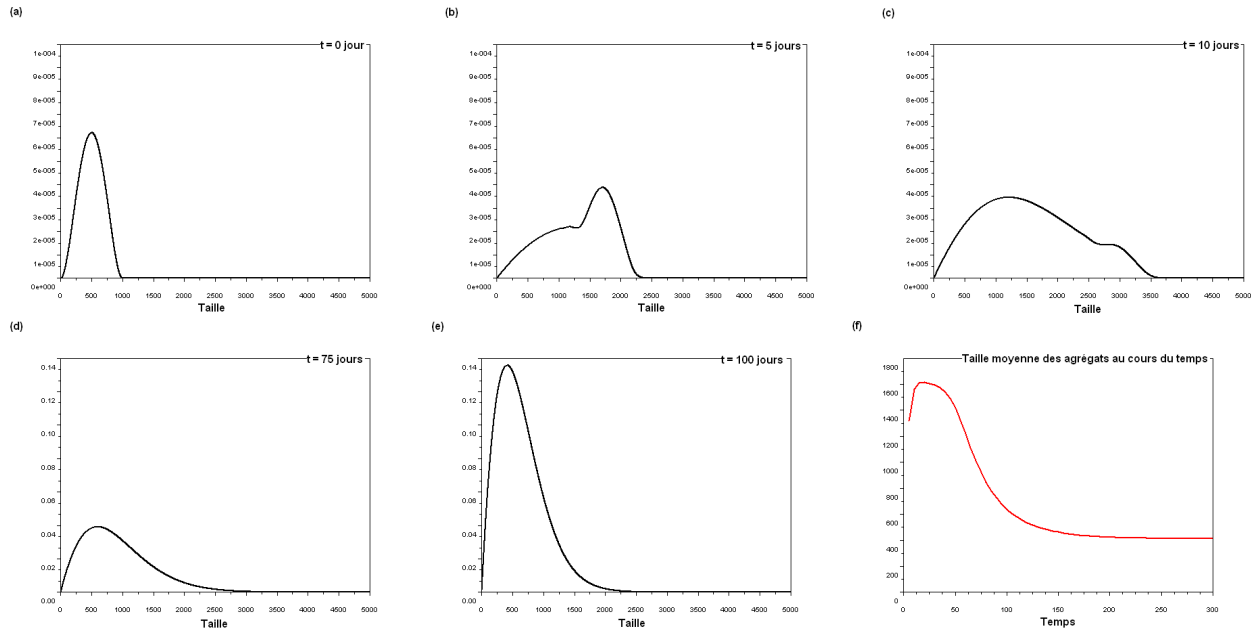 (a)
t = 0 jour
1e-004
9e-005
8e-005
7e-005
6e-005
5e-005
4e-005
3e-005
2e-005
1e-005
0e+000
0 500 1000 1500 2000 2500 3000 3500 4000 4500 5000
Taille
(b)
t = 5 jours
1e-004
9e-005
8e-005
7e-005
6e-005
5e-005
4e-005
3e-005
2e-005
1e-005
0e+000
0 500 1000 1500 2000 2500 3000 3500 4000 4500 5000
Taille
(c)
t = 10 jours
1e-004
9e-005
8e-005
7e-005
6e-005
5e-005
4e-005
3e-005
2e-005
1e-005
0e+000
0 500 1000 1500 2000 2500 3000 3500 4000 4500 5000
Taille
(d)
t = 75 jours
0.14
0.12
0.10
0.08
0.06
0.04
0.02
0.00
0 500 1000 1500 2000 2500 3000 3500 4000 4500 5000
Taille
(e)
t = 100 jours
0.14
0.12
0.10
0.08
0.06
0.04
0.02
0.00
0 500 1000 1500 2000 2500 3000 3500 4000 4500 5000
Taille
(f)
Taille moyenne des agrégats au cours du temps
1800
1600
1400
1200
1000
800
600
400
200
0
0 50 100 150 200 250 300
Temps